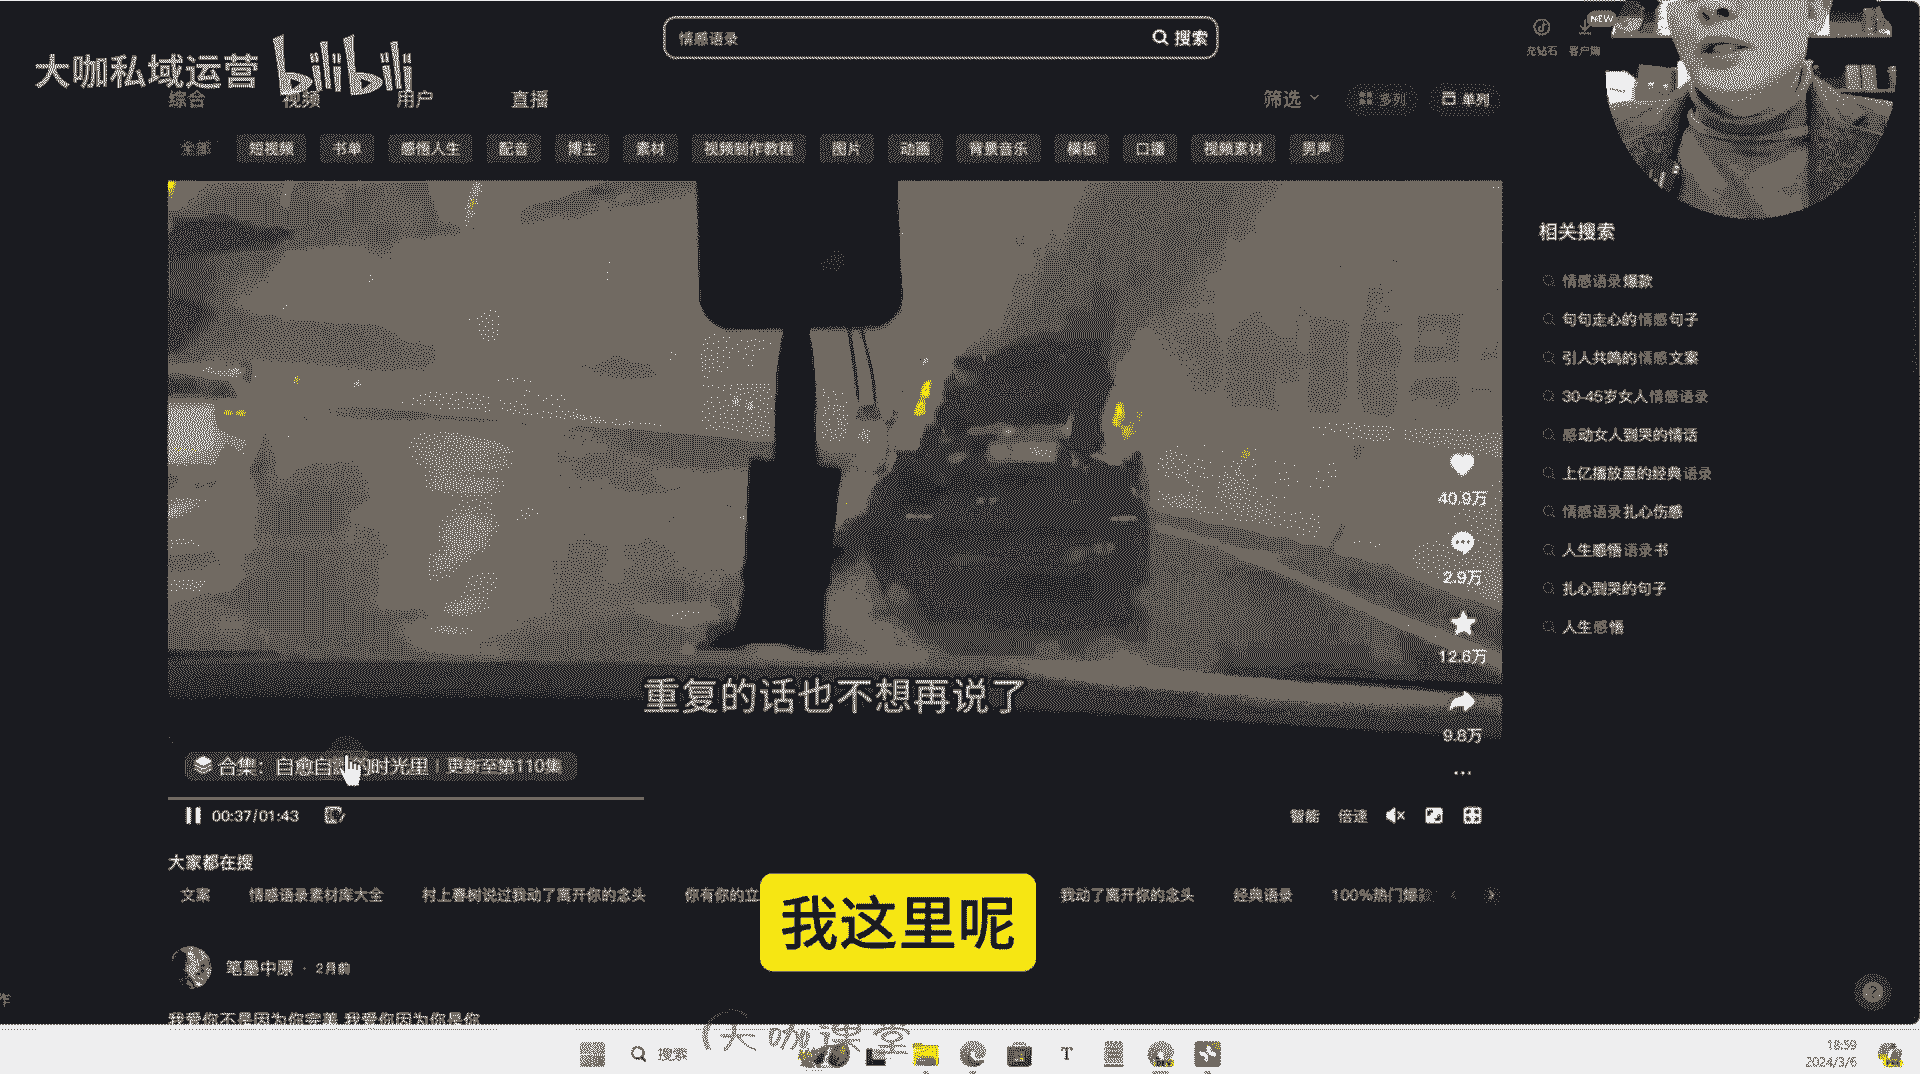 大咖私域运营 bilibili
情感语录
搜索
充钻石
NEW
客户端
综合 视频 用户 直播
筛选 多列 单列
全部 短视频 书单 感悟人生 配音 博主 素材 视频制作教程 图片 动画 背景音乐 模板 口播 视频素材 男声
相关搜索
情感语录爆款
句句走心的情感句子
引人共鸣的情感文案
30-45岁女人情感语录
感动女人到哭的情话
上亿播放量的经典语录
情感语录扎心伤感
人生感悟语录书
扎心到哭的句子
人生感悟
40.9万
2.9万
12.6万
9.8万
重复的话也不想再说了
合集：自愈自 的时光里 | 更新至第110集
00:37/01:43
智能 倍速
大家都在搜
文案 情感语录素材库大全 村上春树说过我动了离开你的念头 你有你的立 我动了离开你的念头 经典语录 100%热门爆款
我这里呢
笔墨中原 · 2月前
作
我爱你不是因为你完美 我爱你因为你是你
大咖课堂
搜索
T
18:59
2024/3/6